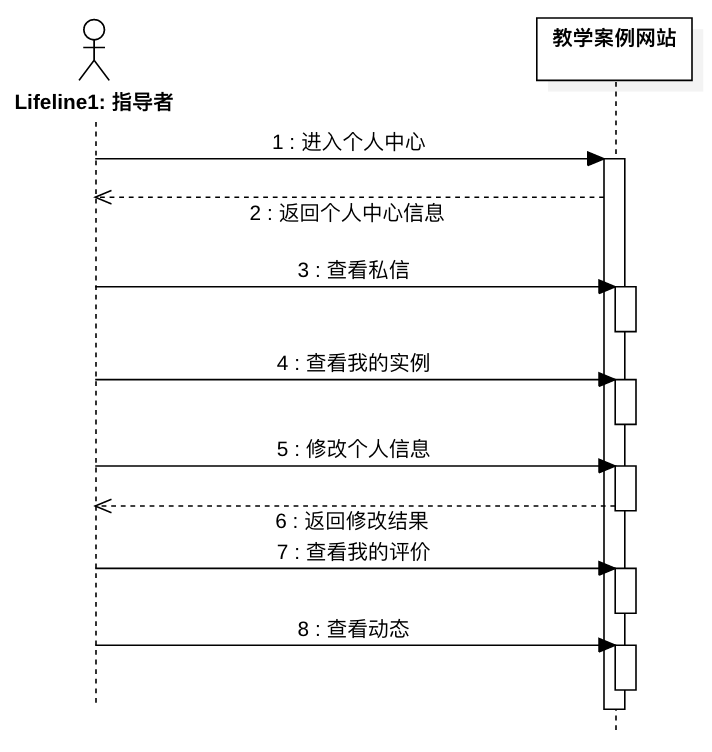 教学案例网站
Lifeline1: 指导者
1 : 进入个人中心
2 : 返回个人中心信息
3 : 查看私信
4 : 查看我的实例
5 : 修改个人信息
6 : 返回修改结果
7 : 查看我的评价
8 : 查看动态